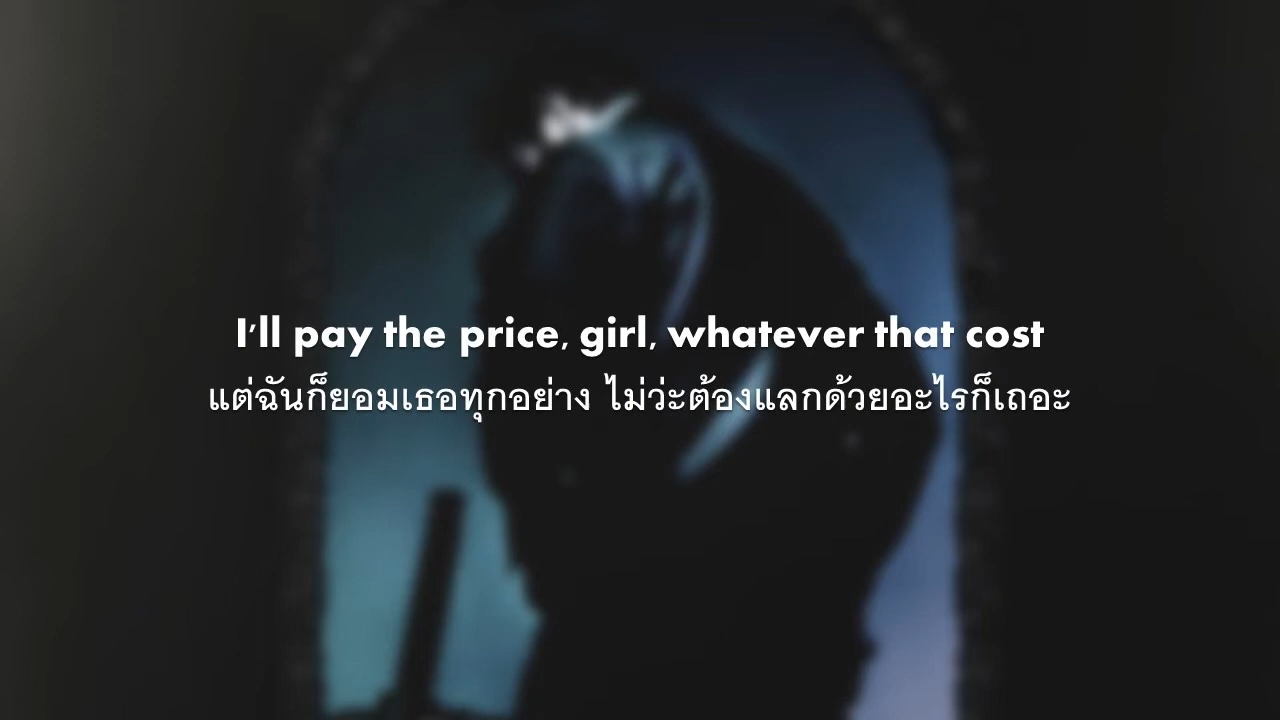 I'll pay the price, girl, whatever that cost
แต่ฉันก็ยอมเธอทุกอย่าง ไม่ว่ะต้องแลกด้วยอะไรก็เถอะ